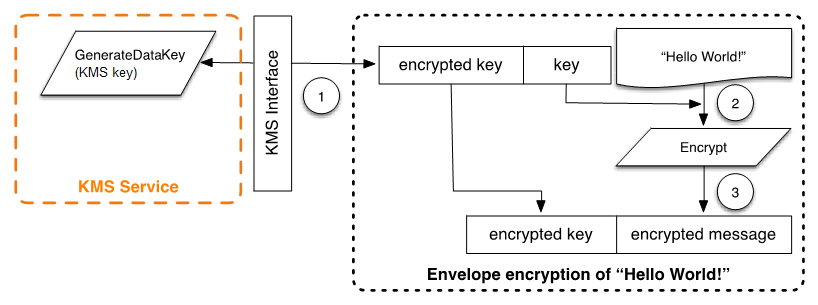 GenerateDataKey
(KMS key)
KMS Service
KMS Interface
1
encrypted key
key
“Hello World!”
2
Encrypt
3
encrypted key
encrypted message
Envelope encryption of “Hello World!”